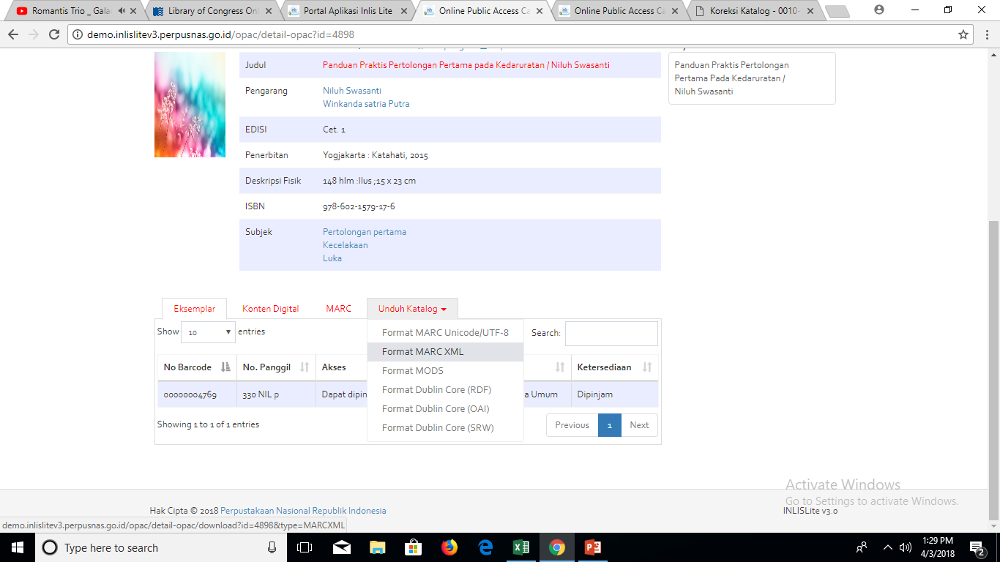 Romantis Trio _ Gala
Library of Congress Onl
Portal Aplikasi Inlis Lite
Online Public Access Ca
Online Public Access Ca
Koreksi Katalog - 0010-
demo.inlislitev3.perpusnas.go.id/opac/detail-opac?id=4898
Judul Panduan Praktis Pertolongan Pertama pada Kedaruratan / Niluh Swasanti
Pengarang Niluh Swasanti
Winkanda satria Putra
EDISI Cet. 1
Penerbitan Yogjakarta : Katahati, 2015
Deskripsi Fisik 148 hlm :Ilus ;15 x 23 cm
ISBN 978-602-1579-17-6
Subjek Pertolongan pertama
Kecelakaan
Luka
Panduan Praktis Pertolongan
Pertama Pada Kedaruratan /
Niluh Swasanti
Eksemplar Konten Digital MARC Unduh Katalog
Show 10 entries
Search:
Format MARC Unicode/UTF-8
Format MARC XML
Format MODS
Format Dublin Core (RDF)
Format Dublin Core (OAI)
Format Dublin Core (SRW)
No Barcode No. Panggil Akses Ketersediaan
00000004769 330 NIL p Dapat dipin a Umum Dipinjam
Showing 1 to 1 of 1 entries
Previous 1 Next
Activate Windows
Go to Settings to activate Windows.
Hak Cipta © 2018 Perpustakaan Nasional Republik Indonesia
INLISLite v3.0
demo.inlislitev3.perpusnas.go.id/opac/detail-opac/download?id=4898&type=MARCXML
Type here to search
1:29 PM
4/3/2018
2